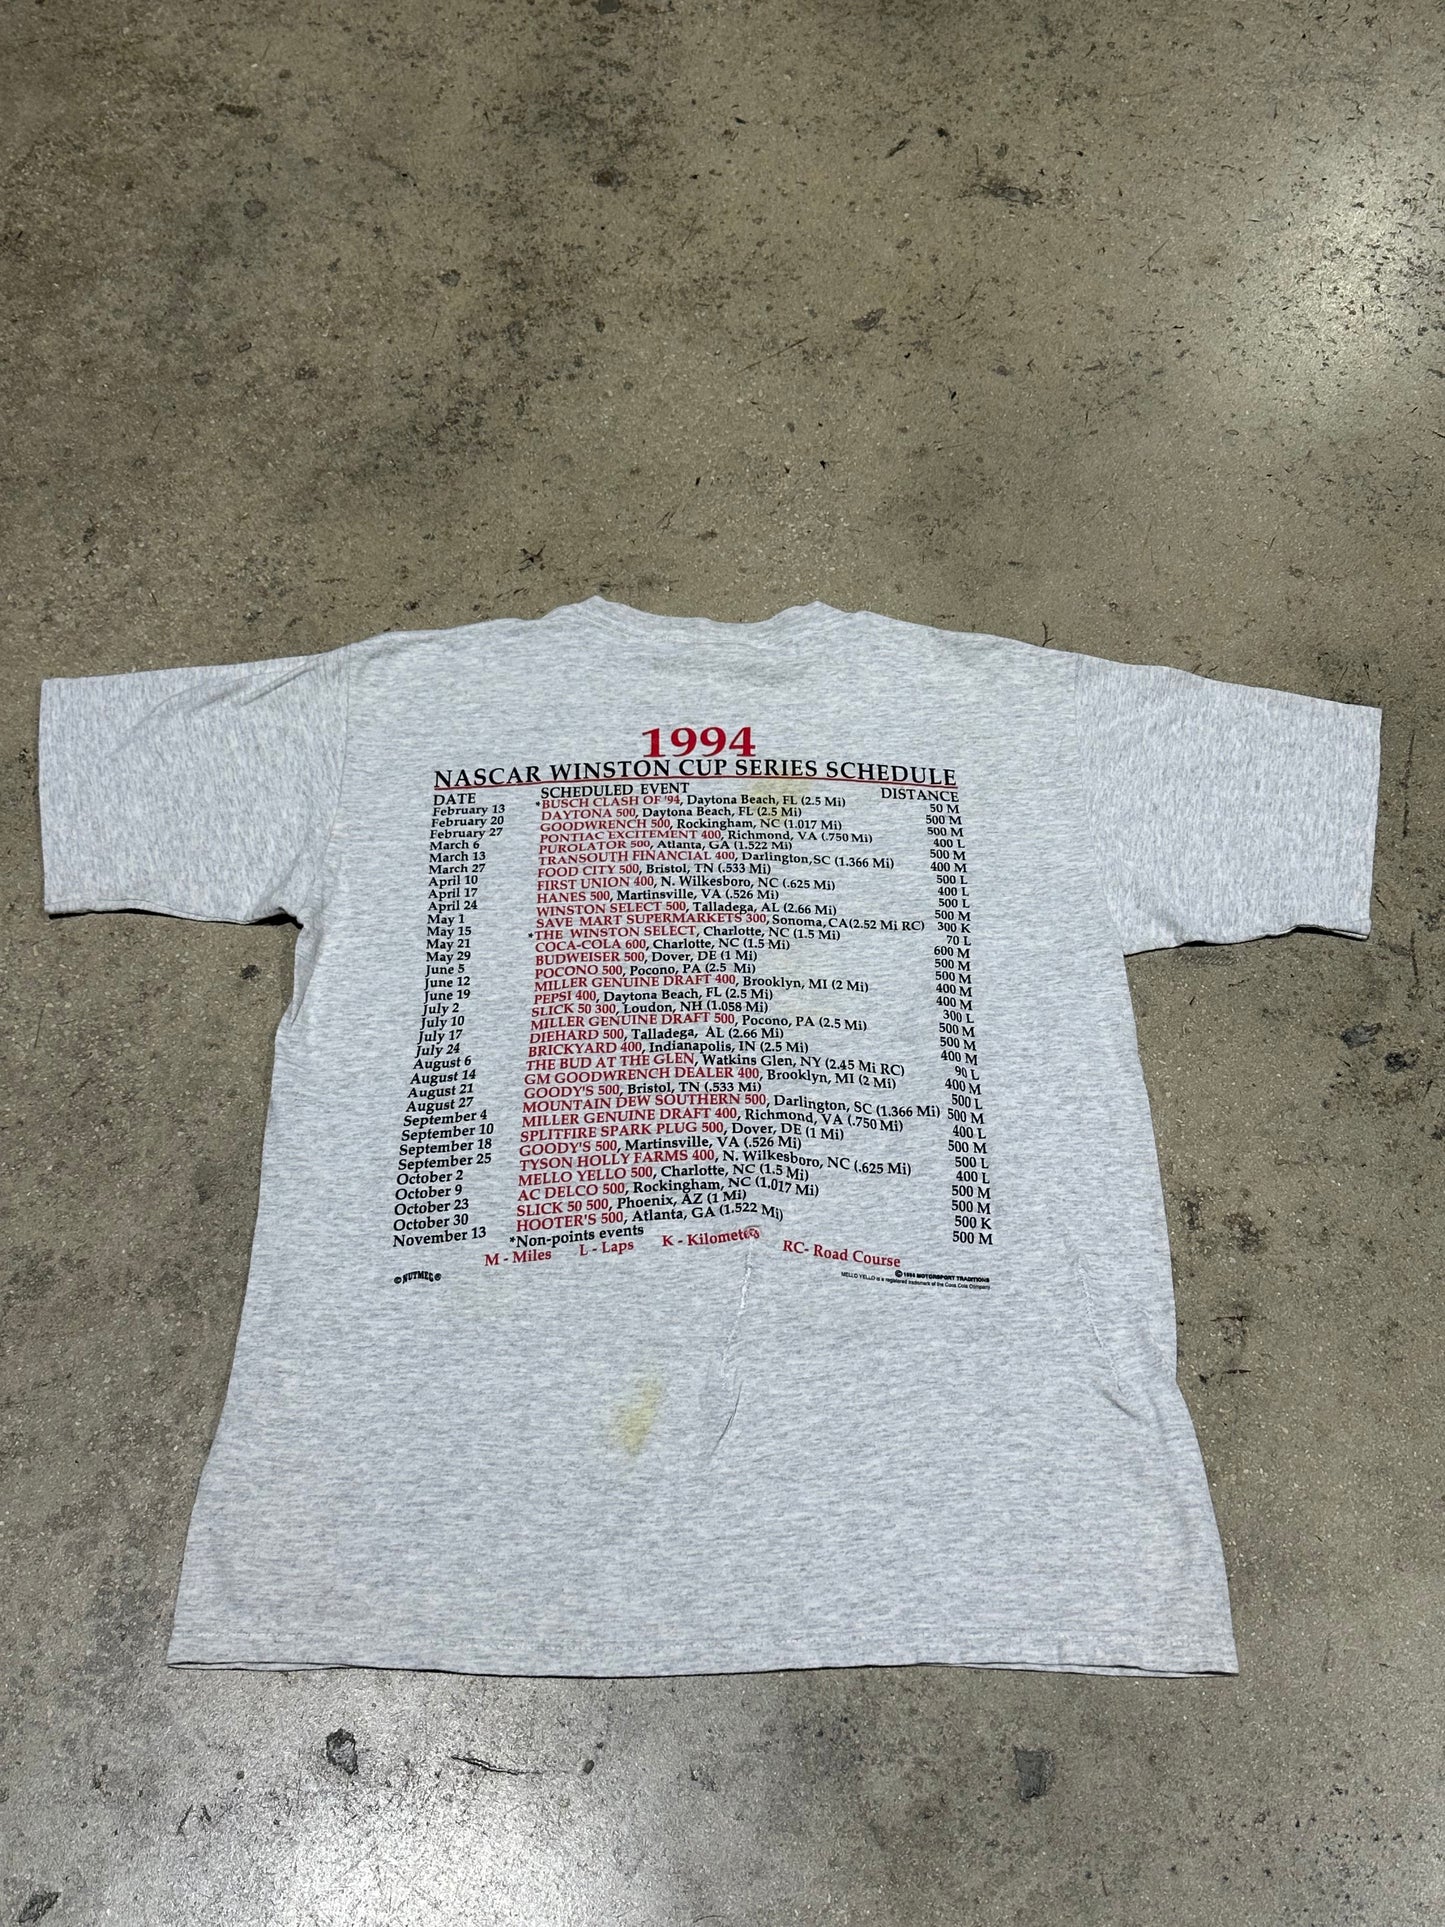 1994
NASCAR WINSTON CUP SERIES SCHEDULE
DATE SCHEDULED EVENT DISTANCE
February 13 *BUSCH CLASH OF '94, Daytona Beach, FL (2.5 Mi) 50 M
February 20 DAYTONA 500, Daytona Beach, FL (2.5 Mi) 500 M
February 27 GOODWRENCH 500, Rockingham, NC (1.017 Mi) 500 M
March 6 PONTIAC EXCITEMENT 400, Richmond, VA (.750 Mi) 400 L
March 13 PUROLATOR 500, Atlanta, GA (1.522 Mi) 500 M
March 27 TRANSOUTH FINANCIAL 400, Darlington, SC (1.366 Mi) 400 M
April 10 FOOD CITY 500, Bristol, TN (.533 Mi) 500 L
April 17 FIRST UNION 400, N. Wilkesboro, NC (.625 Mi) 400 L
April 24 HANES 500, Martinsville, VA (.526 Mi) 500 L
May 1 WINSTON SELECT 500, Talladega, AL (2.66 Mi) 500 M
May 15 SAVE MART SUPERMARKETS 300, Sonoma, CA (2.52 Mi RC) 300 K
May 21 *THE WINSTON SELECT, Charlotte, NC (1.5 Mi) 70 L
May 29 COCA-COLA 600, Charlotte, NC (1.5 Mi) 600 M
June 5 BUDWEISER 500, Dover, DE (1 Mi) 500 M
June 12 POCONO 500, Pocono, PA (2.5 Mi) 500 M
June 19 MILLER GENUINE DRAFT 400, Brooklyn, MI (2 Mi) 400 M
July 2 PEPSI 400, Daytona Beach, FL (2.5 Mi) 400 M
July 10 SLICK 50 300, Loudon, NH (1.058 Mi) 300 L
July 17 MILLER GENUINE DRAFT 500, Pocono, PA (2.5 Mi) 500 M
July 24 DIEHARD 500, Talladega, AL (2.66 Mi) 500 M
August 6 BRICKYARD 400, Indianapolis, IN (2.5 Mi) 400 M
August 14 THE BUD AT THE GLEN, Watkins Glen, NY (2.45 Mi RC) 90 L
August 21 GM GOODWRENCH DEALER 400, Brooklyn, MI (2 Mi) 400 M
August 27 GOODY'S 500, Bristol, TN (.533 Mi) 500 L
September 4 MOUNTAIN DEW SOUTHERN 500, Darlington, SC (1.366 Mi) 500 M
September 10 MILLER GENUINE DRAFT 400, Richmond, VA (.750 Mi) 400 L
September 18 SPLITFIRE SPARK PLUG 500, Dover, DE (1 Mi) 500 M
September 25 GOODY'S 500, Martinsville, VA (.526 Mi) 500 L
October 2 TYSON HOLLY FARMS 400, N. Wilkesboro, NC (.625 Mi) 400 L
October 9 MELLO YELLO 500, Charlotte, NC (1.5 Mi) 500 M
October 23 AC DELCO 500, Rockingham, NC (1.017 Mi) 500 M
October 30 SLICK 50 500, Phoenix, AZ (1 Mi) 500 K
November 13 HOOTER'S 500, Atlanta, GA (1.522 Mi) 500 M
*Non-points events
M - Miles L - Laps K - Kilometers RC- Road Course
© NUTMEG ® © 1994 MOTORSPORT TRADITIONS
MELLO YELLO is a registered trademark of the Coca Cola Company